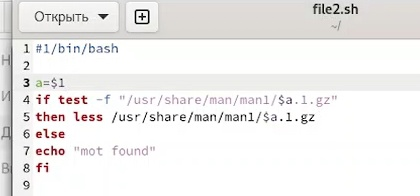 Открыть
file2.sh
~/
1 #1/bin/bash
2
3 a=$1
4 if test -f "/usr/share/man/man1/$a.1.gz"
5 then less /usr/share/man/man1/$a.1.gz
6 else
7 echo "mot found"
8 fi
9